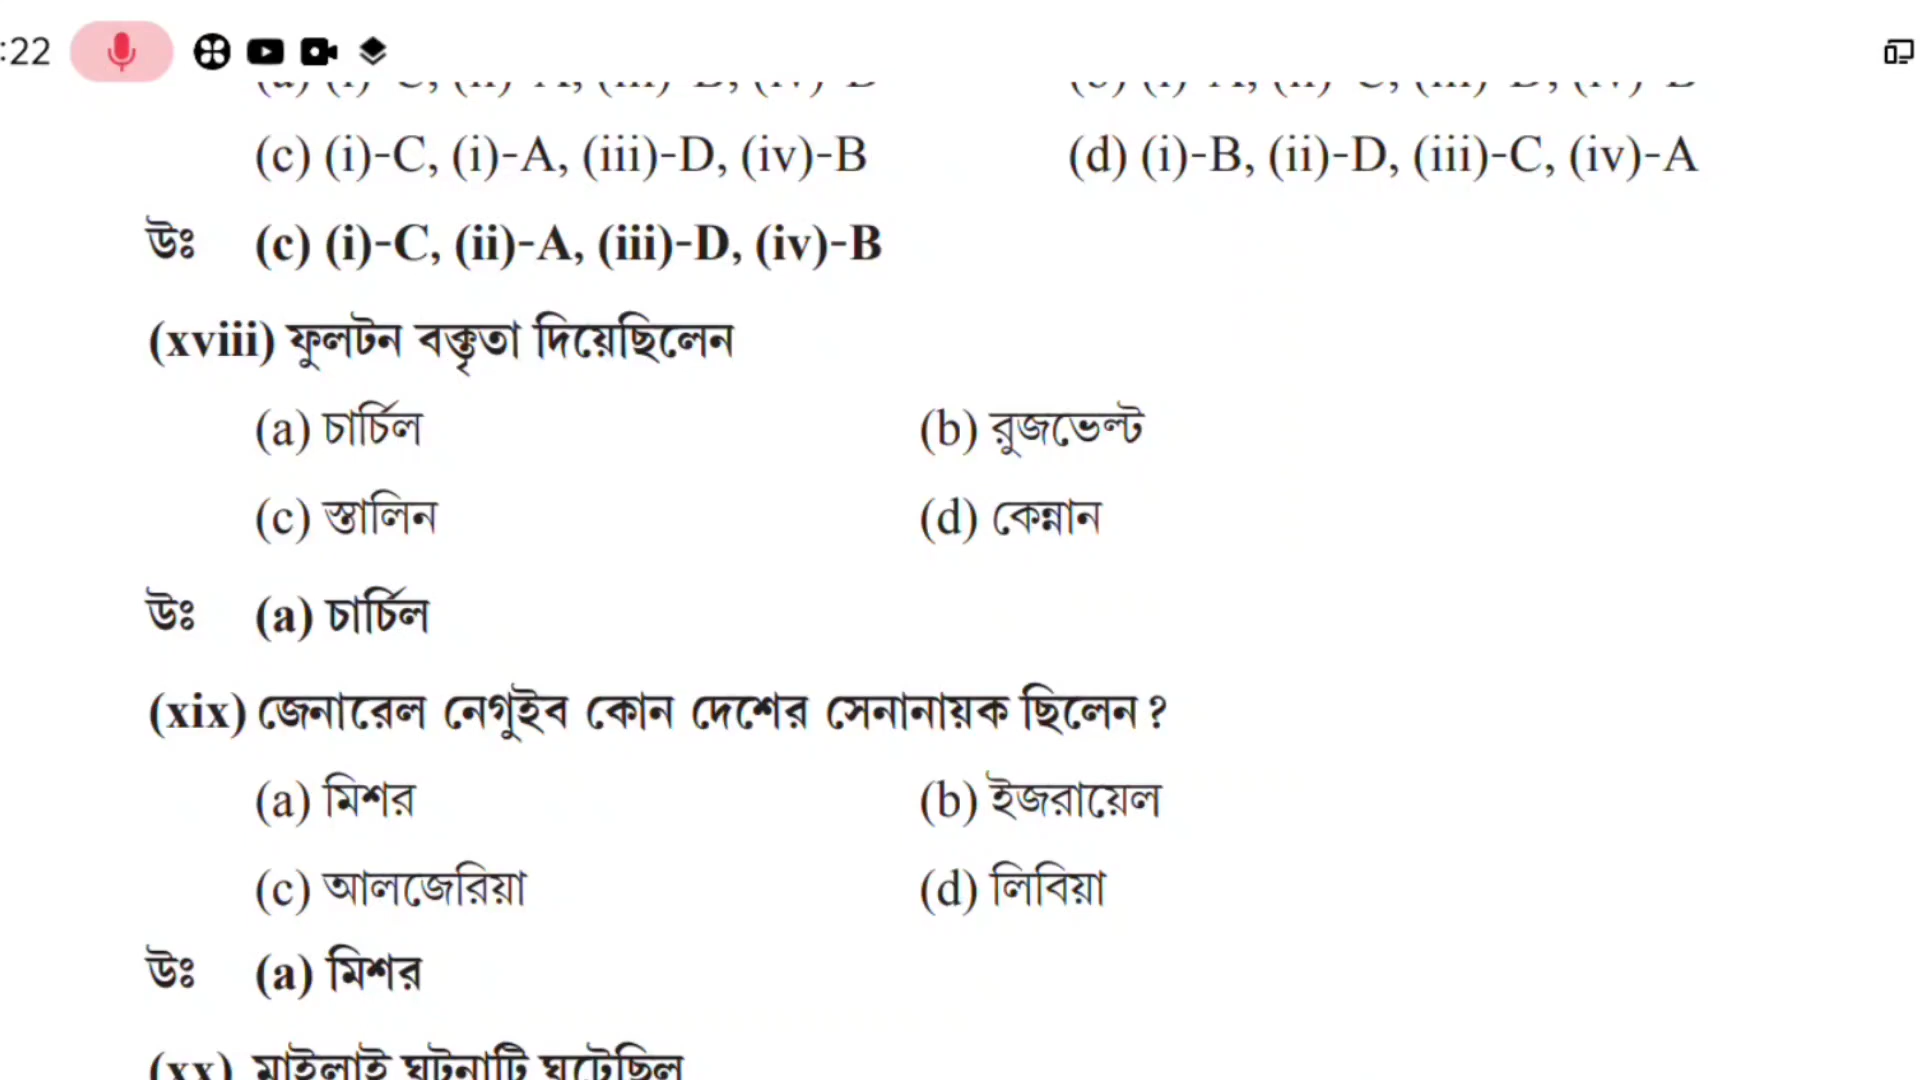 :22
(c) (i)-C, (i)-A, (iii)-D, (iv)-B (d) (i)-B, (ii)-D, (iii)-C, (iv)-A
উঃ (c) (i)-C, (ii)-A, (iii)-D, (iv)-B
(xviii) ফুলটন বক্তৃতা দিয়েছিলেন
(a) চার্চিল (b) রুজভেল্ট
(c) স্তালিন (d) কেন্নান
উঃ (a) চার্চিল
(xix) জেনারেল নেগুইব কোন দেশের সেনানায়ক ছিলেন?
(a) মিশর (b) ইজরায়েল
(c) আলজেরিয়া (d) লিবিয়া
উঃ (a) মিশর
(xx) মাইলাই ঘটনাটি ঘটেছিল